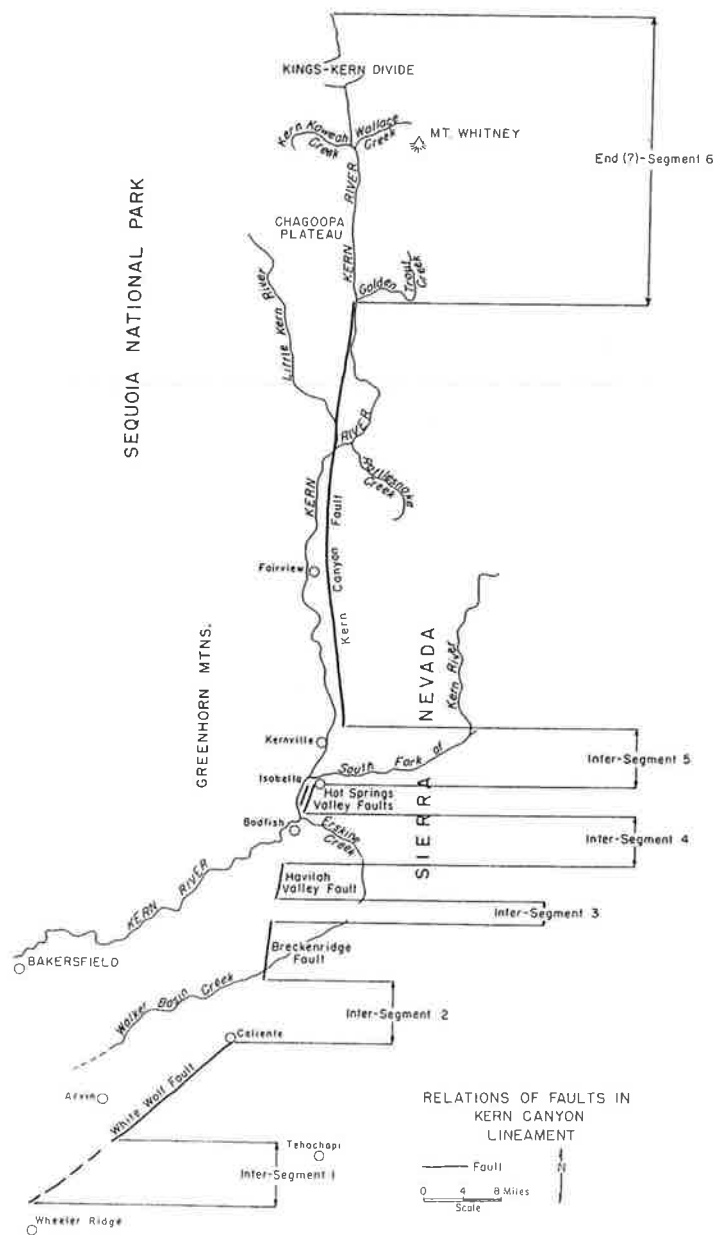 KINGS-KERN DIVIDE
Kern Kaweah
Creek
Wallace
Creek
MT. WHITNEY
End (?)-Segment 6
SEQUOIA NATIONAL PARK
CHAGOOPA
PLATEAU
KERN RIVER
Golden
Trout
Creek
Little Kern River
KERN RIVER
Rattlesnake
Creek
Kern Canyon Fault
Fairview
GREENHORN MTNS.
SIERRA NEVADA
South Fork of Kern River
Kernville
Inter-Segment 5
Isabella
Hot Springs
Valley Faults
Bodfish
Erskine
Creek
Inter-Segment 4
KERN RIVER
Havilah
Valley Fault
Inter-Segment 3
BAKERSFIELD
Breckenridge
Fault
Walker Basin Creek
Inter-Segment 2
Caliente
White Wolf Fault
Arvin
Tehachapi
Inter-Segment 1
Wheeler Ridge
RELATIONS OF FAULTS IN
KERN CANYON
LINEAMENT
Fault
N
0 4 8 Miles
Scale